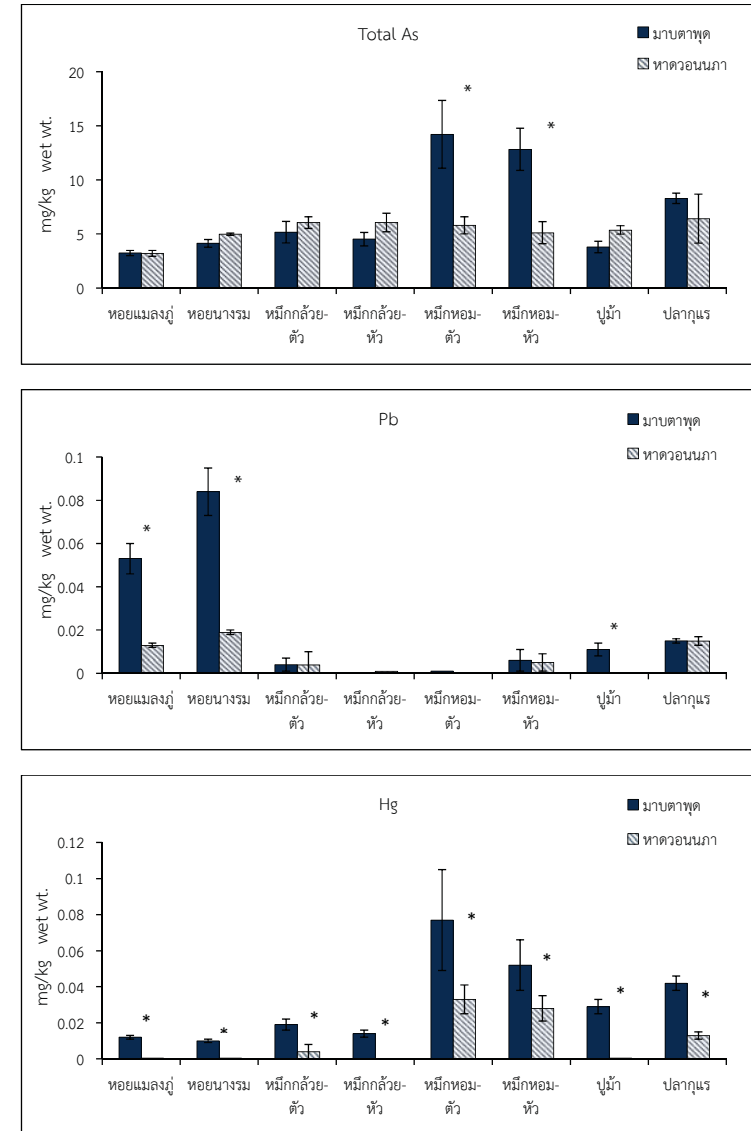 Total As
มาบตาพุด
หาดวอนนภา
mg/kg wet wt.
20
15
10
5
0
*
*
หอยแมลงภู่ หอยนางรม หมึกกล้วย- หมึกกล้วย- หมึกหอม- หมึกหอม- ปูม้า ปลากุแร
ตัว หัว ตัว หัว
Pb
มาบตาพุด
หาดวอนนภา
mg/kg wet wt.
0.1
0.08
0.06
0.04
0.02
0
*
*
*
หอยแมลงภู่ หอยนางรม หมึกกล้วย- หมึกกล้วย- หมึกหอม- หมึกหอม- ปูม้า ปลากุแร
ตัว หัว ตัว หัว
Hg
มาบตาพุด
หาดวอนนภา
mg/kg wet wt.
0.12
0.1
0.08
0.06
0.04
0.02
0
* * * * * * * *
หอยแมลงภู่ หอยนางรม หมึกกล้วย- หมึกกล้วย- หมึกหอม- หมึกหอม- ปูม้า ปลากุแร
ตัว หัว ตัว หัว